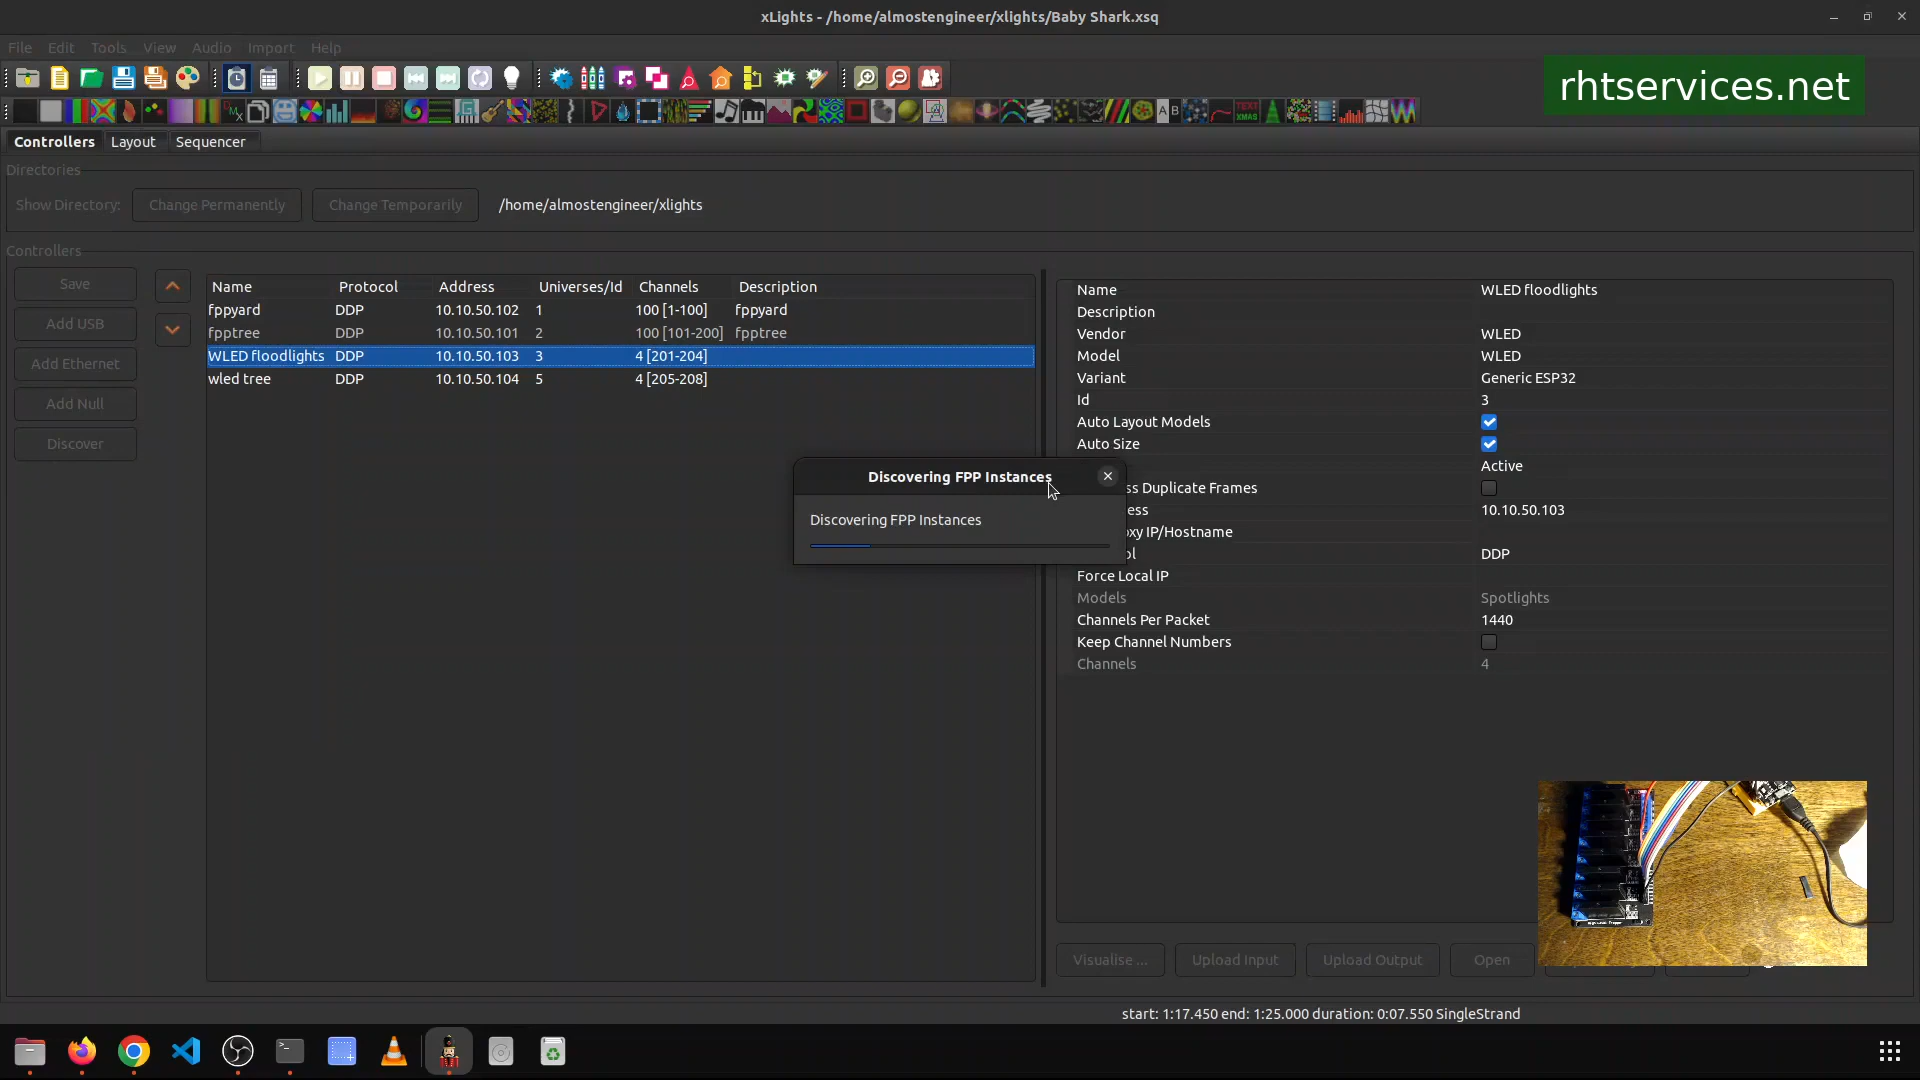 xLights - /home/almostengineer/xlights/Baby Shark.xsq
File Edit Tools View Audio Import Help
rhtservices.net
Controllers Layout Sequencer
Directories
Show Directory: Change Permanently Change Temporarily /home/almostengineer/xlights
Controllers
Save
Add USB
Add Ethernet
Add Null
Discover
Name Protocol Address Universes/Id Channels Description
fppyard DDP 10.10.50.102 1 100 [1-100] fppyard
fpptree DDP 10.10.50.101 2 100 [101-200] fpptree
WLED floodlights DDP 10.10.50.103 3 4 [201-204]
wled tree DDP 10.10.50.104 5 4 [205-208]
Name WLED floodlights
Description
Vendor WLED
Model WLED
Variant Generic ESP32
Id 3
Auto Layout Models
Auto Size
Active
ss Duplicate Frames
ess 10.10.50.103
xy IP/Hostname
ol DDP
Force Local IP
Models Spotlights
Channels Per Packet 1440
Keep Channel Numbers
Channels 4
Discovering FPP Instances
Discovering FPP Instances
Visualise ... Upload Input Upload Output Open
start: 1:17.450 end: 1:25.000 duration: 0:07.550 SingleStrand